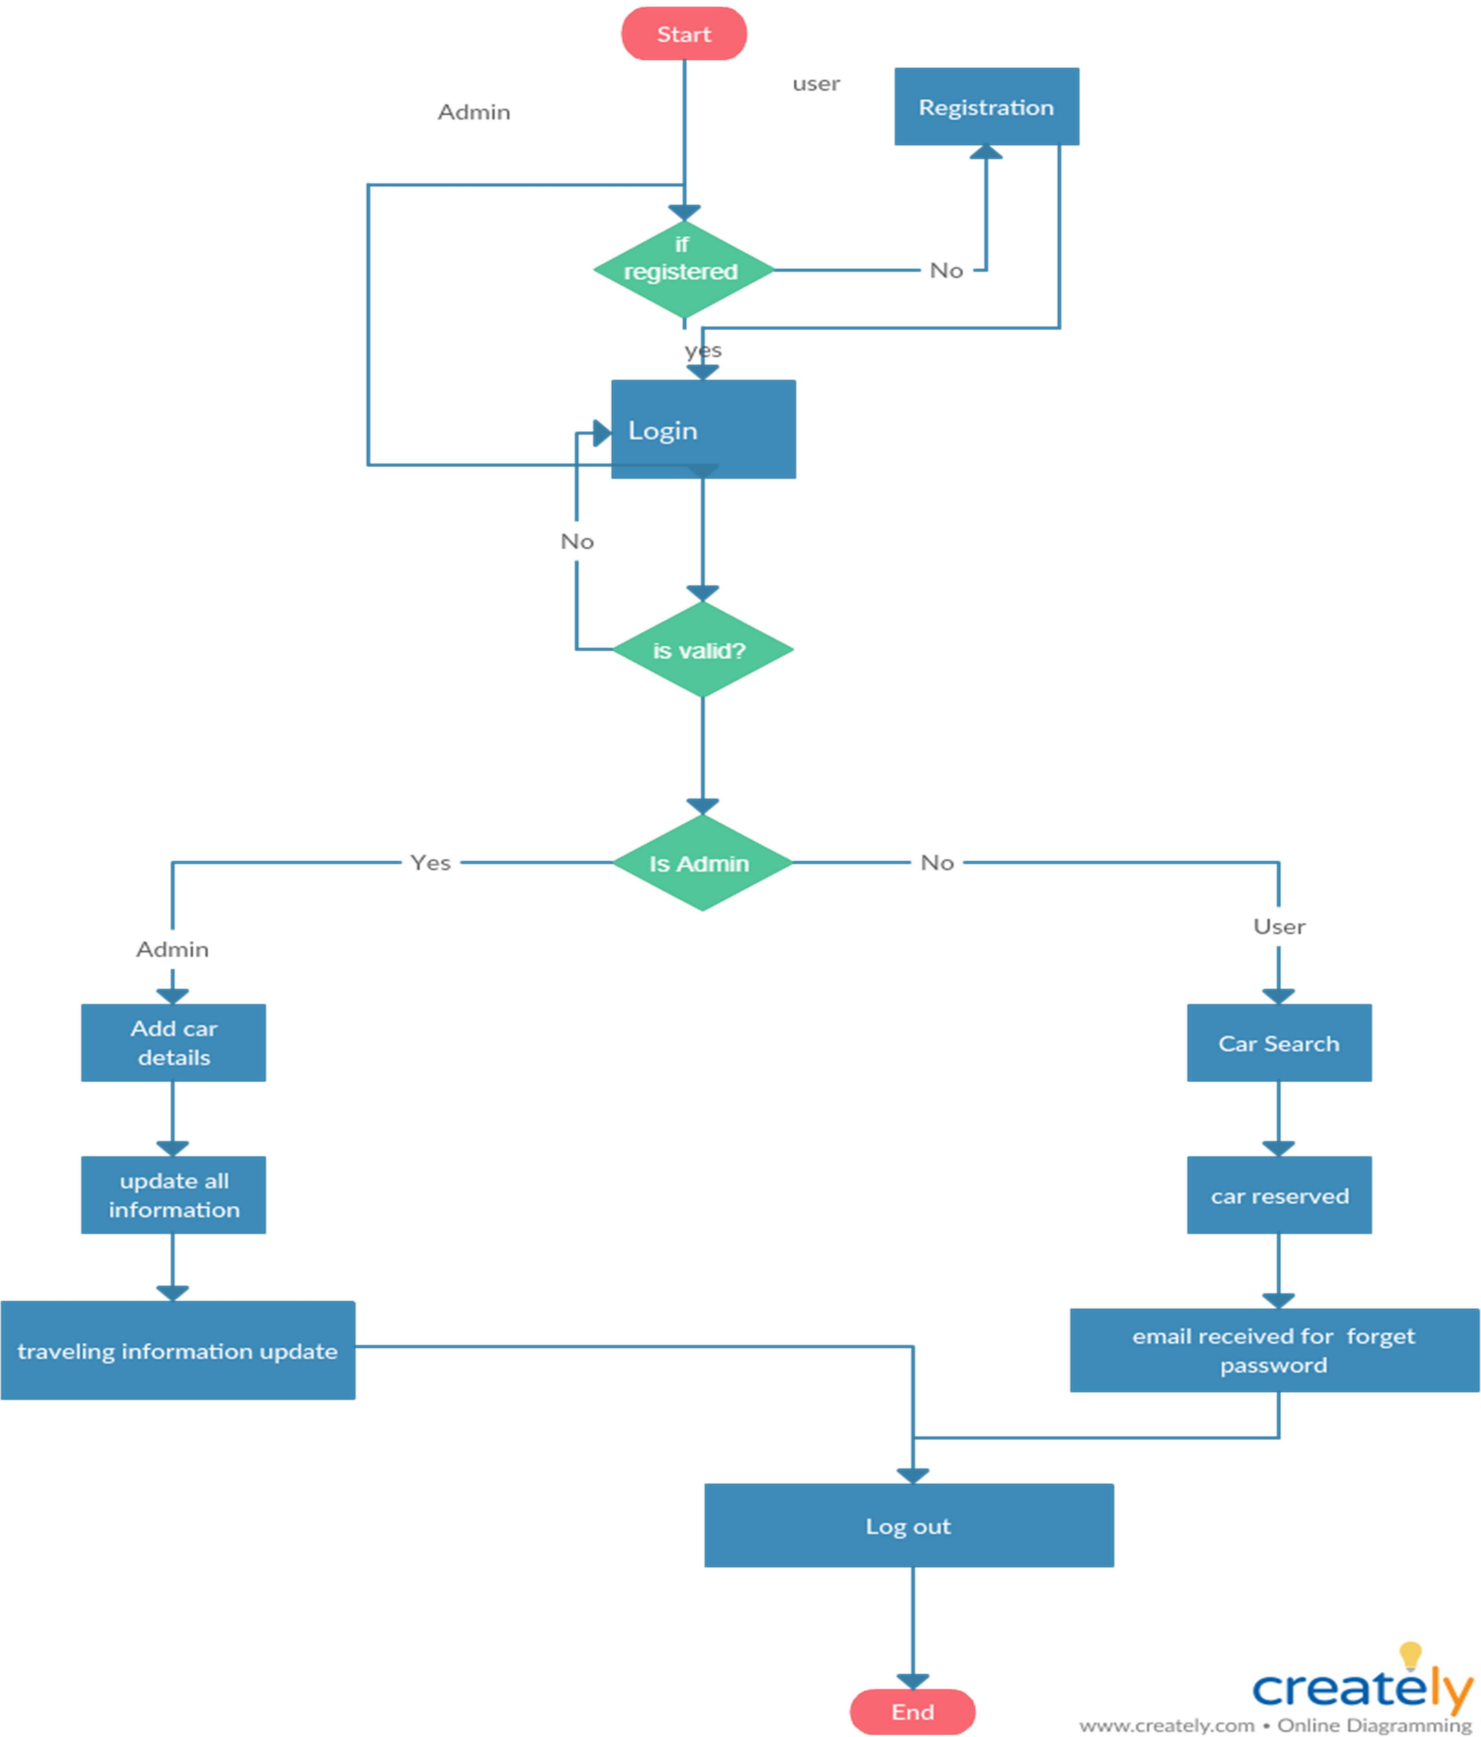 Start
user
Admin
Registration
if
registered
No
yes
Login
No
is valid?
Is Admin
Yes
No
Admin
User
Add car
details
Car Search
update all
information
car reserved
traveling information update
email received for  forget
password
Log out
End
creately
www.creately.com • Online Diagramming